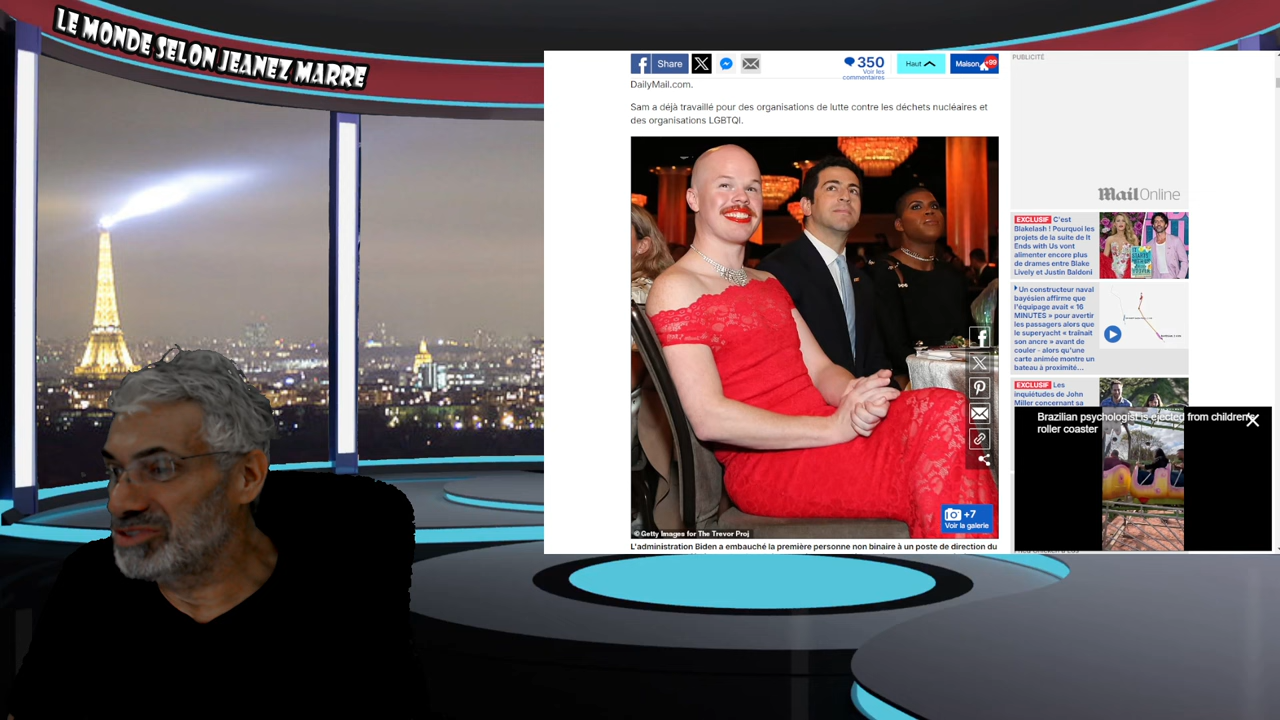 LE MONDE SELON JEANEZ MARRE
Share
350
Voir les
commentaires
Haut
Maison
+99
DailyMail.com.
Sam a déjà travaillé pour des organisations de lutte contre les déchets nucléaires et
des organisations LGBTQI.
© Getty Images for The Trevor Proj
+7
Voir la galerie
L'administration Biden a embauché la première personne non binaire à un poste de direction du
PUBLICITÉ
Mail Online
EXCLUSIF C'est
Blakelash ! Pourquoi les
projets de la suite de It
Ends with Us vont
alimenter encore plus
de drames entre Blake
Lively et Justin Baldoni
Un constructeur naval
bayésien affirme que
l'équipage avait « 16
MINUTES » pour avertir
les passagers alors que
le superyacht « traînait
son ancre » avant de
couler - alors qu'une
carte animée montre un
bateau à proximité...
EXCLUSIF Les
inquiétudes de John
Miller concernant sa
Brazilian psychologist is ejected from children's
roller coaster